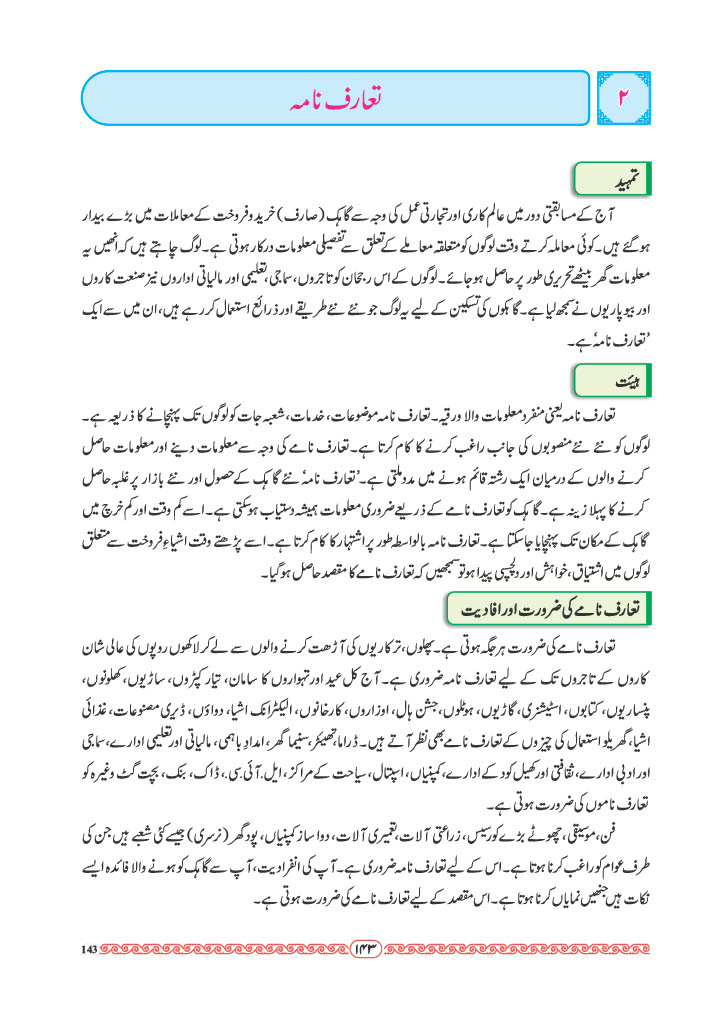 ۲
تعارف نامہ
تمہید
آج کے مسابقتی دور میں عالم کاری اور تجارتی عمل کی وجہ سے گاہک (صارف) خرید و فروخت کے معاملات میں بڑے بیدار
ہوگئے ہیں۔ کوئی معاملہ کرتے وقت لوگوں کو متعلقہ معاملے کے تعلق سے تفصیلی معلومات درکار ہوتی ہے۔ لوگ چاہتے ہیں کہ انھیں یہ
معلومات گھر بیٹھے تحریری طور پر حاصل ہوجائے۔ لوگوں کے اس رجحان کو تاجروں، سماجی، تعلیمی اور مالیاتی اداروں نیز صنعت کاروں
اور بیوپاریوں نے سمجھ لیا ہے۔ گاہکوں کی تسکین کے لیے یہ لوگ جو نئے نئے طریقے اور ذرائع استعمال کر رہے ہیں، ان میں سے ایک
’تعارف نامہ‘ ہے۔
ہیئت
تعارف نامہ یعنی منفرد معلومات والا ورقیہ۔ تعارف نامہ موضوعات، خدمات، شعبہ جات کو لوگوں تک پہنچانے کا ذریعہ ہے۔
لوگوں کو نئے نئے منصوبوں کی جانب راغب کرنے کا کام کرتا ہے۔ تعارف نامے کی وجہ سے معلومات دینے اور معلومات حاصل
کرنے والوں کے درمیان ایک رشتہ قائم ہونے میں مدد ملتی ہے۔ ’تعارف نامہ‘ نئے گاہک کے حصول اور نئے بازار پر غلبہ حاصل
کرنے کا پہلا زینہ ہے۔ گاہک کو تعارف نامے کے ذریعے ضروری معلومات ہمیشہ دستیاب ہوسکتی ہے۔ اسے کم وقت اور کم خرچ میں
گاہک کے مکان تک پہنچایا جاسکتا ہے۔ تعارف نامہ بالواسطہ طور پر اشتہار کا کام کرتا ہے۔ اسے پڑھتے وقت اشیاءِ فروخت سے متعلق
لوگوں میں اشتیاق، خواہش اور دلچسپی پیدا ہو تو سمجھیں کہ تعارف نامے کا مقصد حاصل ہوگیا۔
تعارف نامے کی ضرورت اور افادیت
تعارف نامے کی ضرورت ہر جگہ ہوتی ہے۔ پھلوں، ترکاریوں کی آڑھت کرنے والوں سے لے کر لاکھوں روپوں کی عالی شان
کاروں کے تاجروں تک کے لیے تعارف نامہ ضروری ہے۔ آج کل عید اور تہواروں کا سامان، تیار کپڑوں، ساڑیوں، کھلونوں،
پنساریوں، کتابوں، اسٹیشنری، گاڑیوں، ہوٹلوں، جشن ہال، اوزاروں، کارخانوں، الیکٹرانک اشیا، دواؤں، ڈیری مصنوعات، غذائی
اشیا، گھریلو استعمال کی چیزوں کے تعارف نامے بھی نظر آتے ہیں۔ ڈراما، تھیئٹر، سنیما گھر، امدادِ باہمی، مالیاتی اور تعلیمی ادارے، سماجی
اور ادبی ادارے، ثقافتی اور کھیل کود کے ادارے، کمپنیاں، اسپتال، سیاحت کے مراکز، ایل۔آئی۔سی۔، ڈاک، بنک، بچت گٹ وغیرہ کو
تعارف ناموں کی ضرورت ہوتی ہے۔
فن، موسیقی، چھوٹے بڑے کورسیس، زراعتی آلات، تعمیری آلات، دوا ساز کمپنیاں، پودگھر (نرسری) جیسے کئی شعبے ہیں جن کی
طرف عوام کو راغب کرنا ہوتا ہے۔ اس کے لیے تعارف نامہ ضروری ہے۔ آپ کی انفرادیت، آپ سے گاہک کو ہونے والا فائدہ ایسے
نکات ہیں جنھیں نمایاں کرنا ہوتا ہے۔ اس مقصد کے لیے تعارف نامے کی ضرورت ہوتی ہے۔
۱۴۳
143